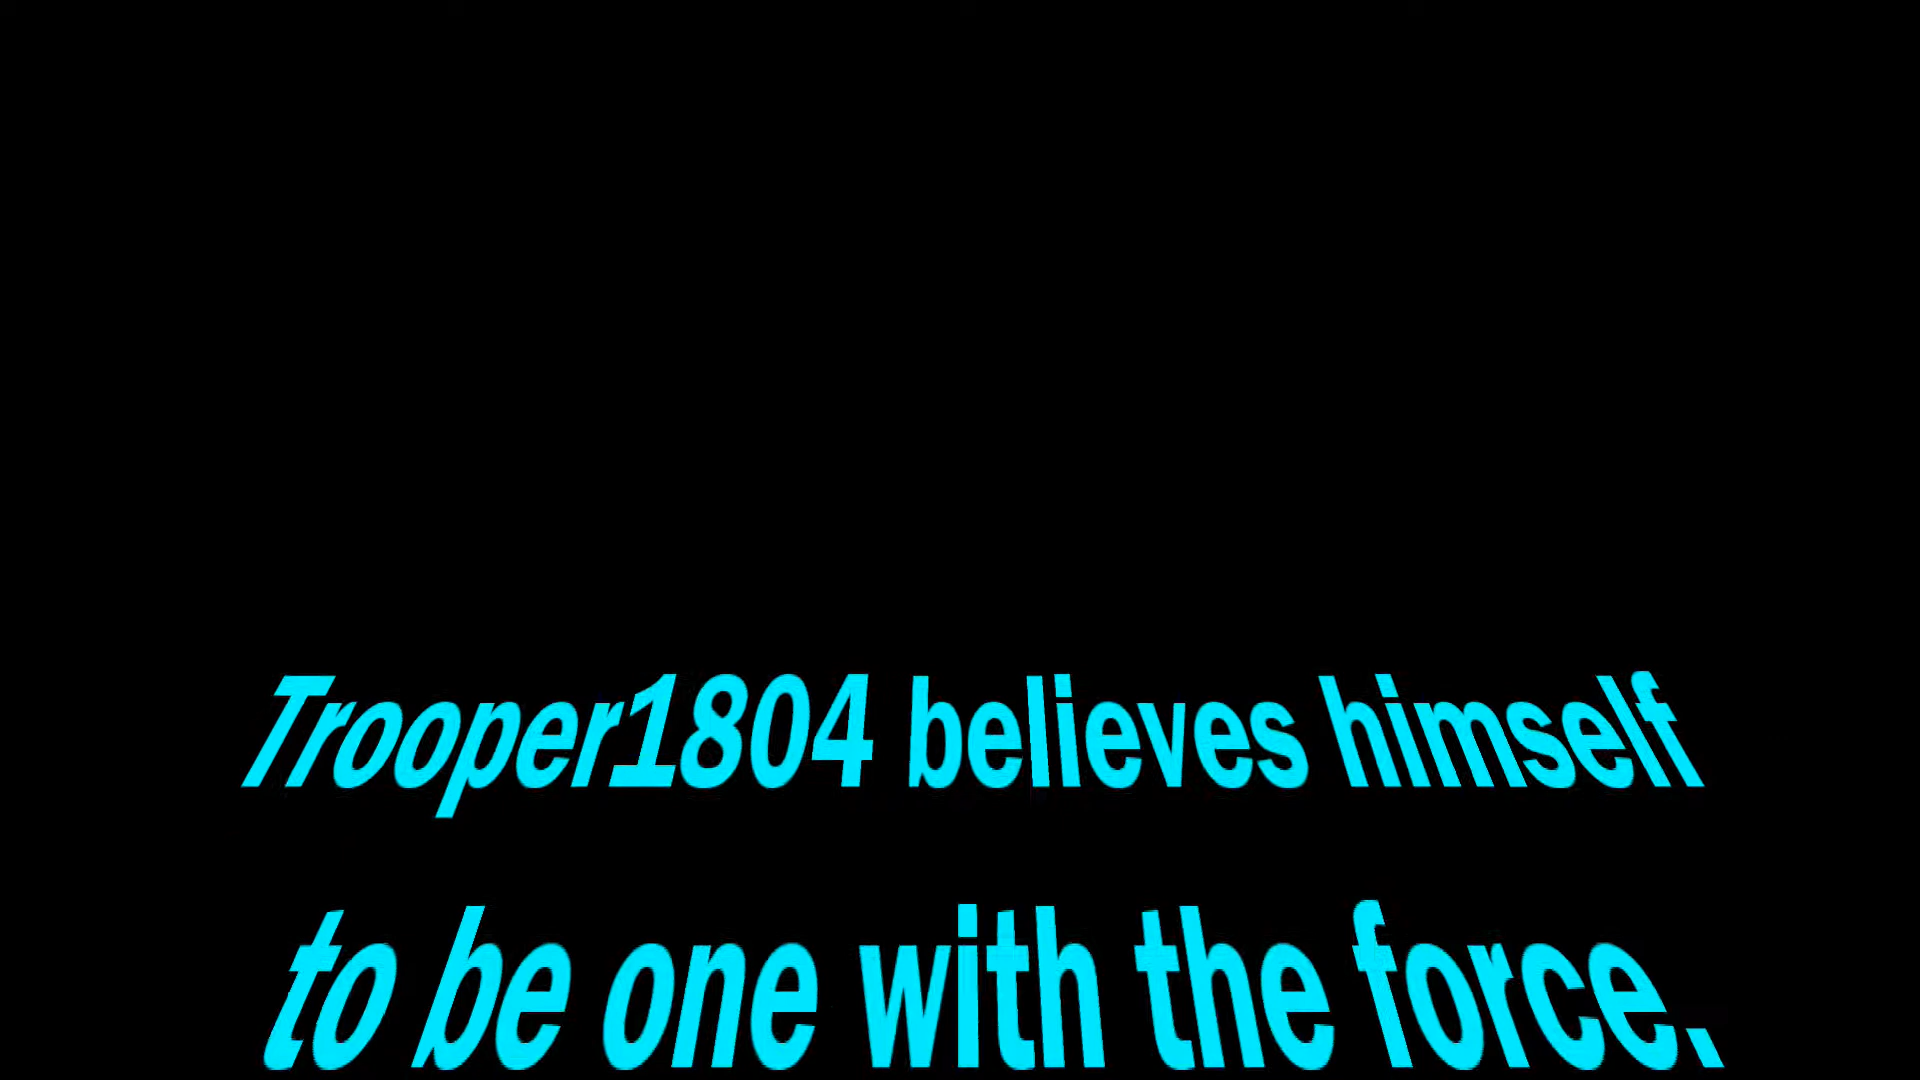 Trooper1804 believes himself
to be one with the force.